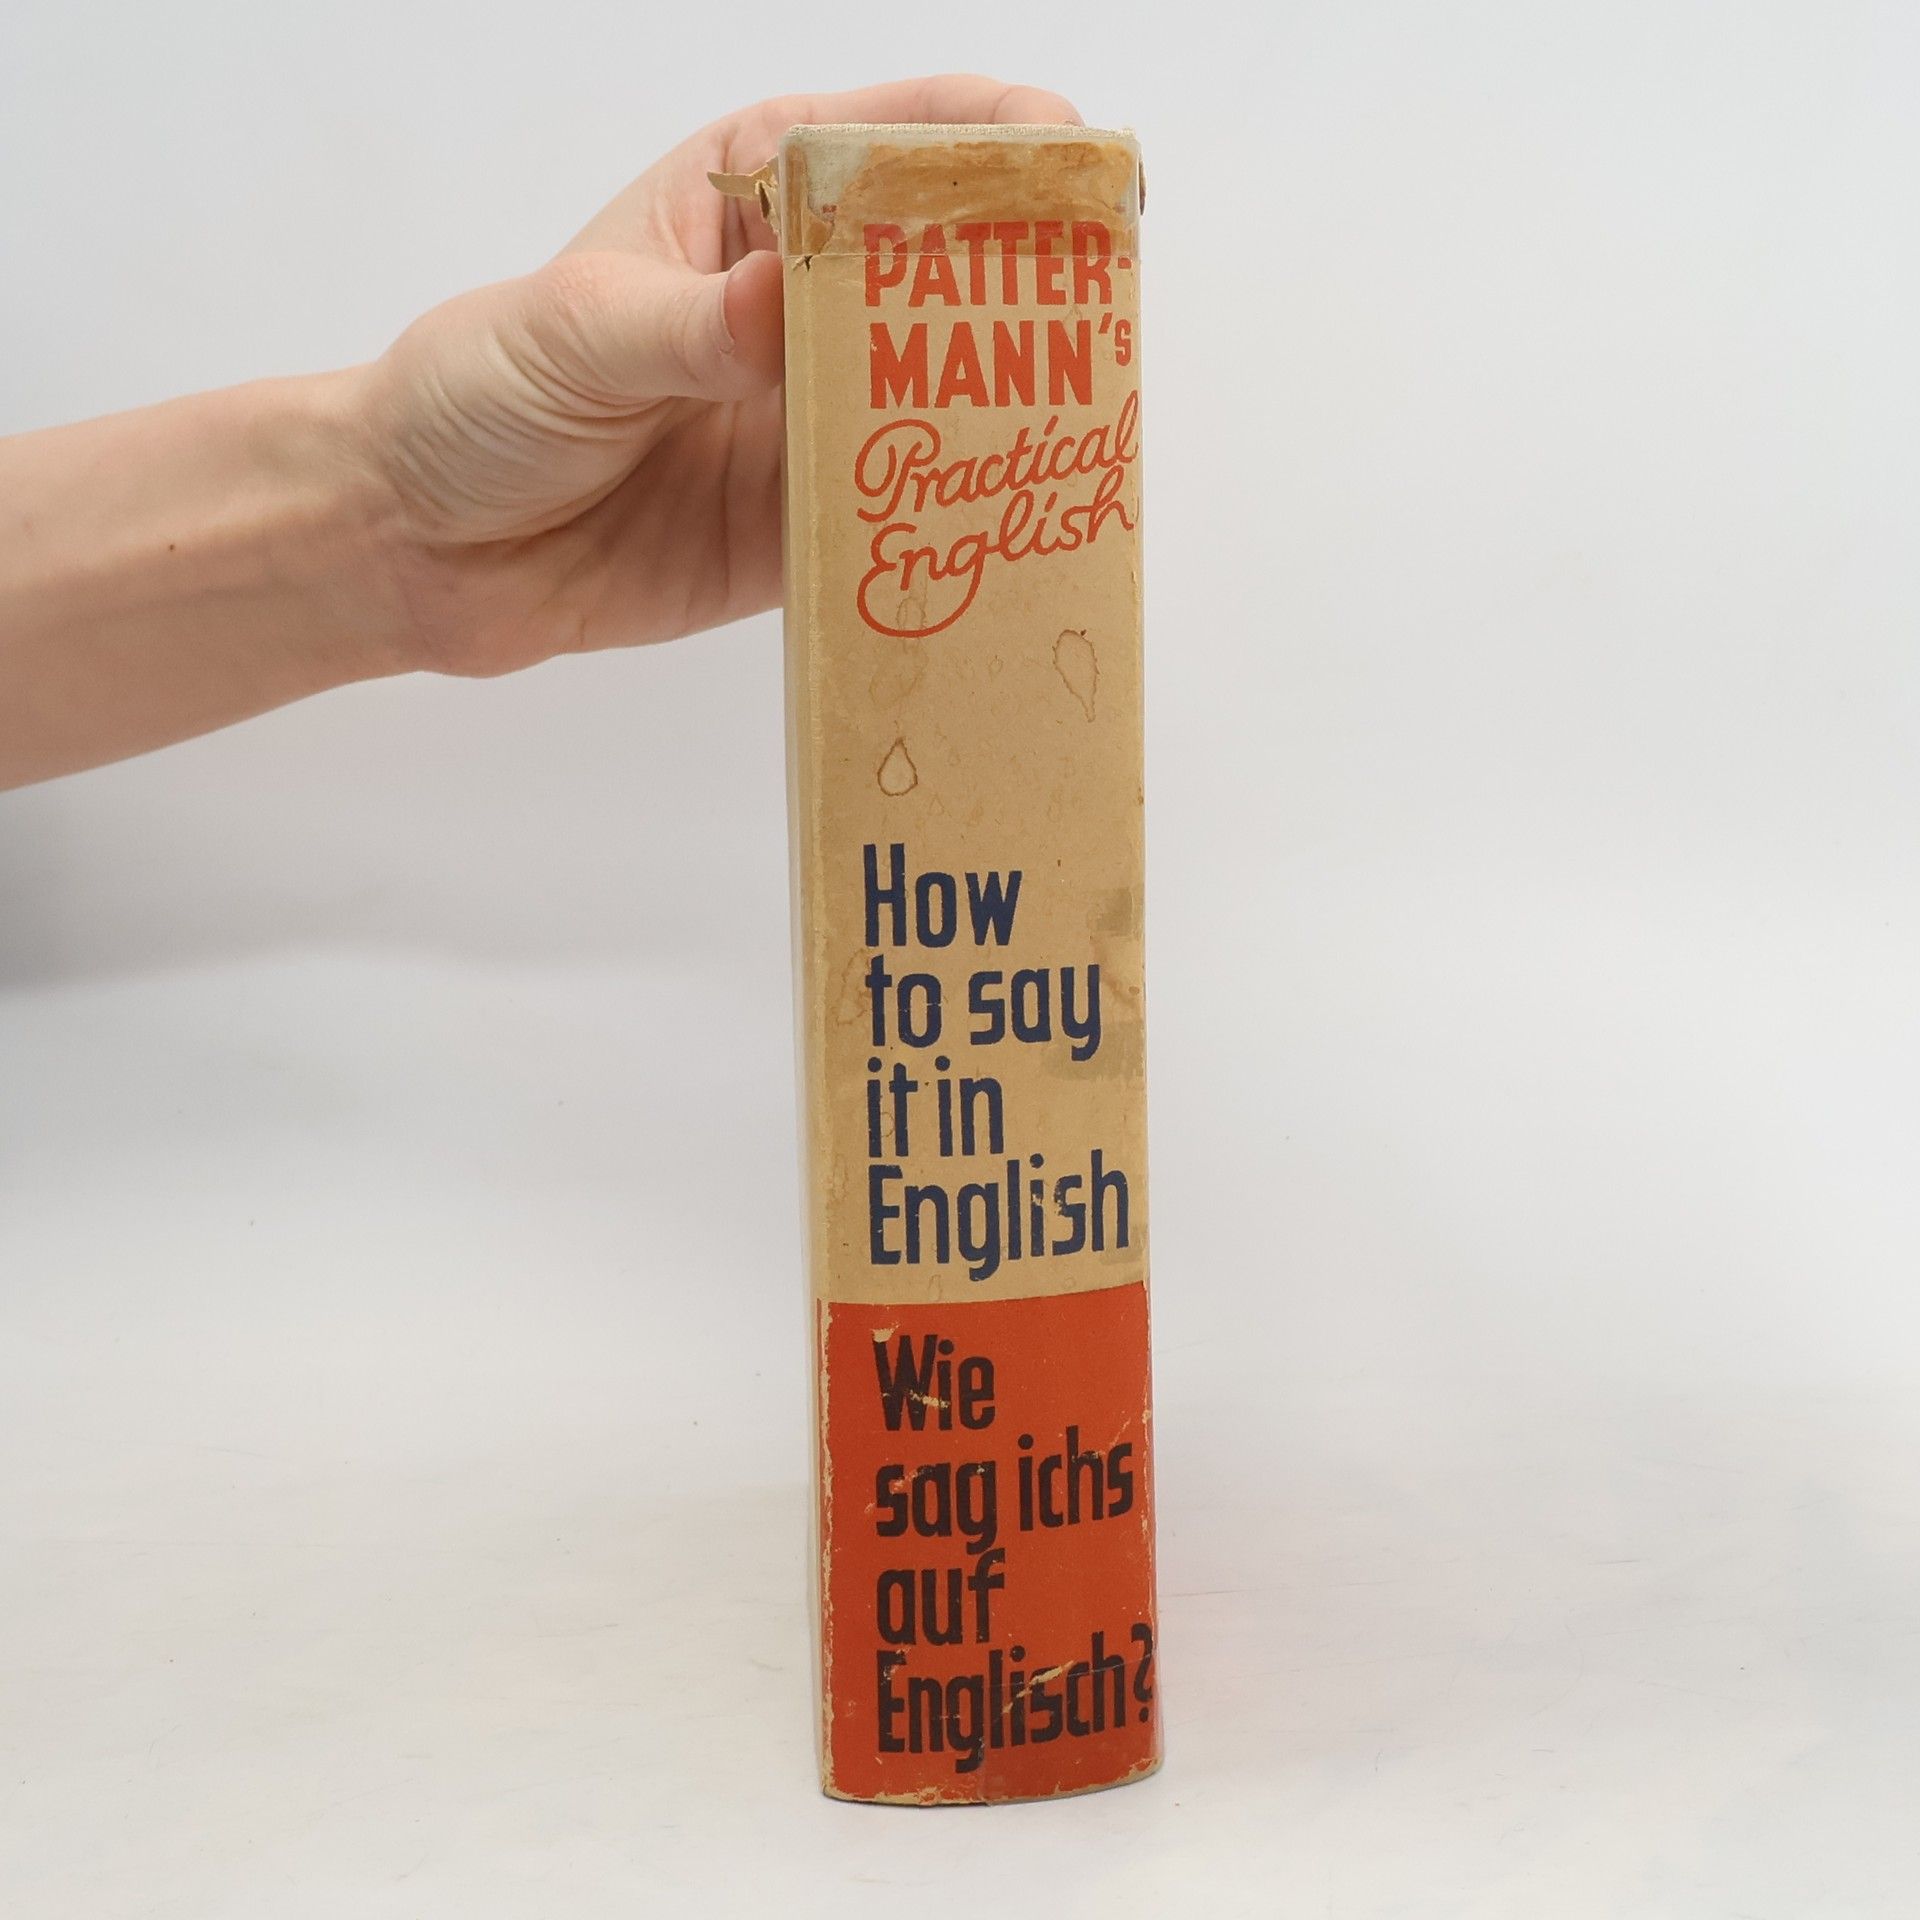 PATTER-
MANN's
Practical
English
How
to say
it in
English
Wie
sag ichs
auf
Englisch?